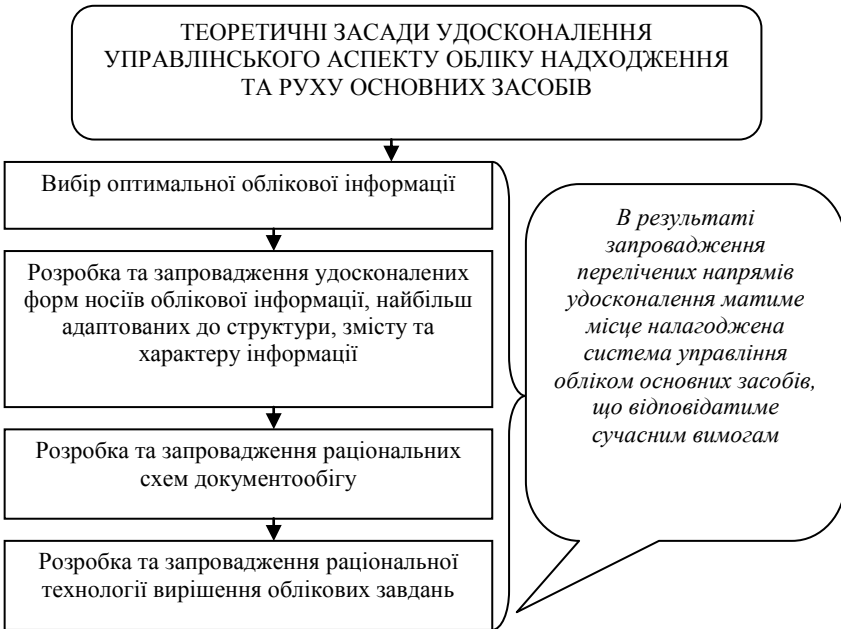 ТЕОРЕТИЧНІ ЗАСАДИ УДОСКОНАЛЕННЯ
УПРАВЛІНСЬКОГО АСПЕКТУ ОБЛІКУ НАДХОДЖЕННЯ
ТА РУХУ ОСНОВНИХ ЗАСОБІВ
Вибір оптимальної облікової інформації
Розробка та запровадження удосконалених
форм носіїв облікової інформації, найбільш
адаптованих до структури, змісту та
характеру інформації
Розробка та запровадження раціональних
схем документообігу
Розробка та запровадження раціональної
технології вирішення облікових завдань
В результаті
запровадження
перелічених напрямів
удосконалення матиме
місце налагоджена
система управління
обліком основних засобів,
що відповідатиме
сучасним вимогам